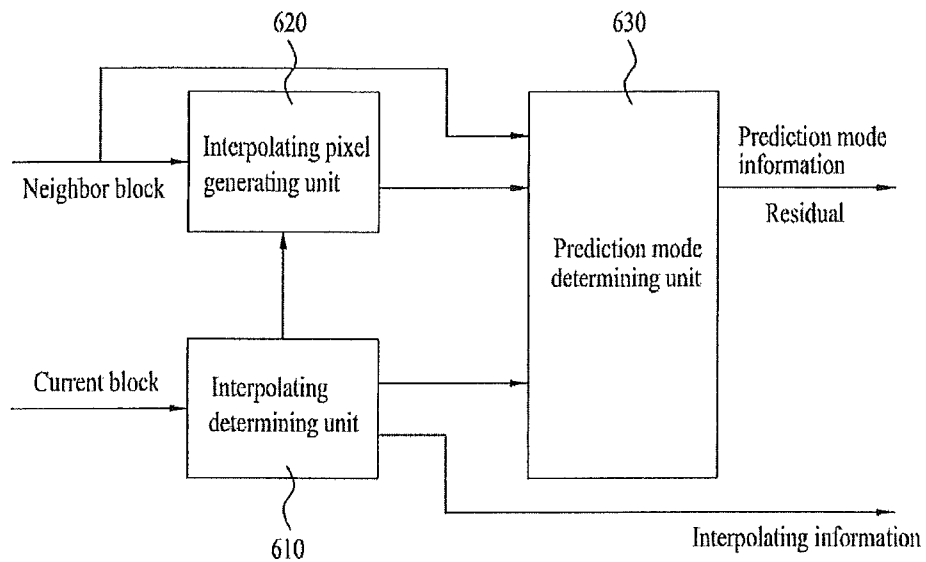 620
630
Interpolating pixel
generating unit
Neighbor block
Prediction mode
information
Residual
Prediction mode
determining unit
Current block
Interpolating
determining unit
610
Interpolating information